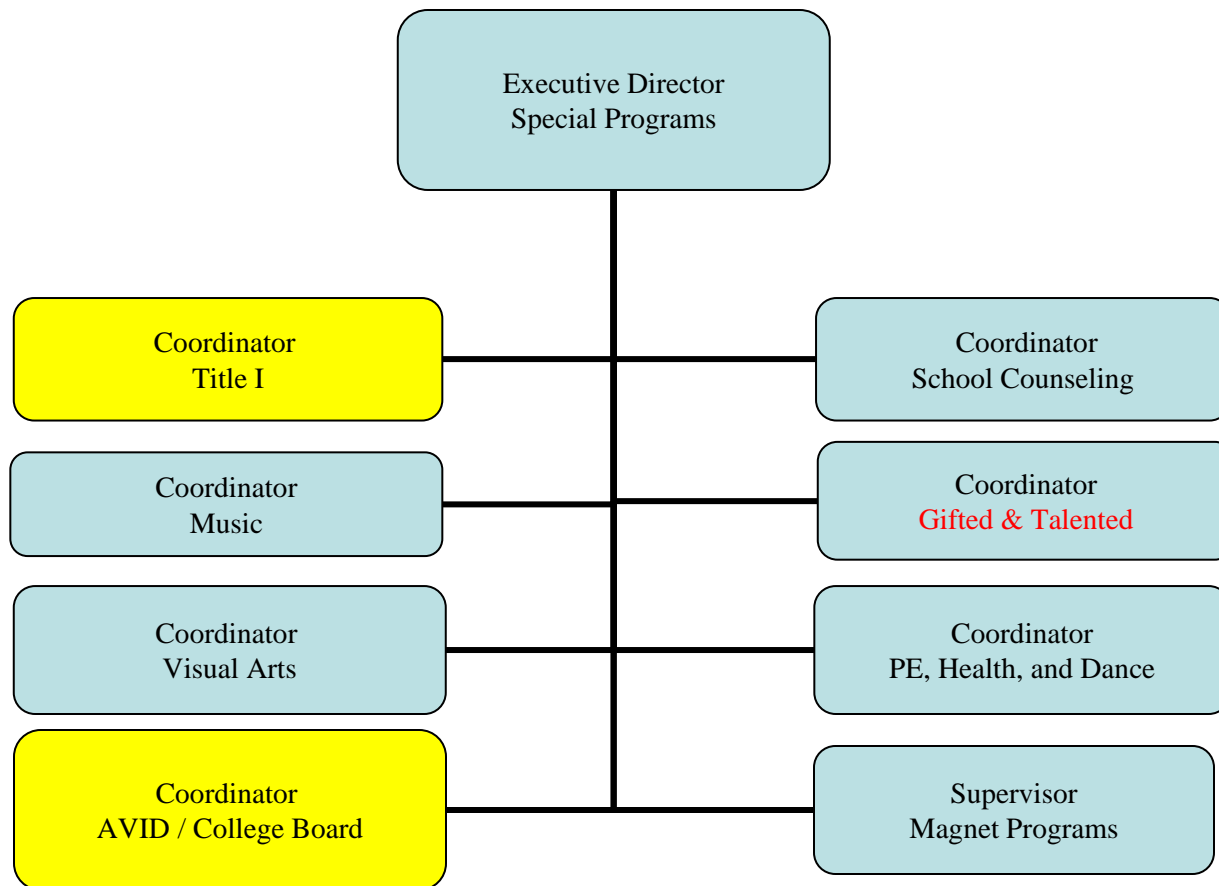 Executive Director
Special Programs
Coordinator
Title I
Coordinator
School Counseling
Coordinator
Music
Coordinator
Gifted & Talented
Coordinator
Visual Arts
Coordinator
PE, Health, and Dance
Coordinator
AVID / College Board
Supervisor
Magnet Programs